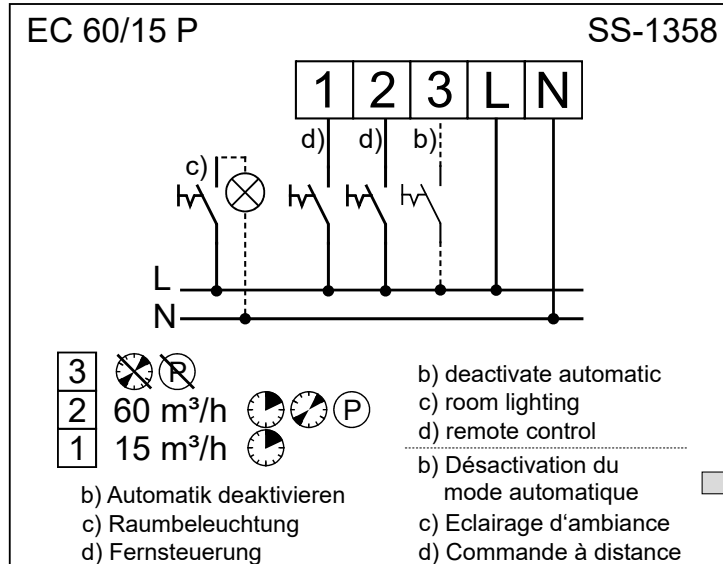 EC 60/15 P SS-1358
1 2 3 L N
d) d) b)
c)
L
N
3 P
2 60 m³/h P
1 15 m³/h
b) Automatik deaktivieren
c) Raumbeleuchtung
d) Fernsteuerung
b) deactivate automatic
c) room lighting
d) remote control
b) Désactivation du
mode automatique
c) Eclairage d‘ambiance
d) Commande à distance